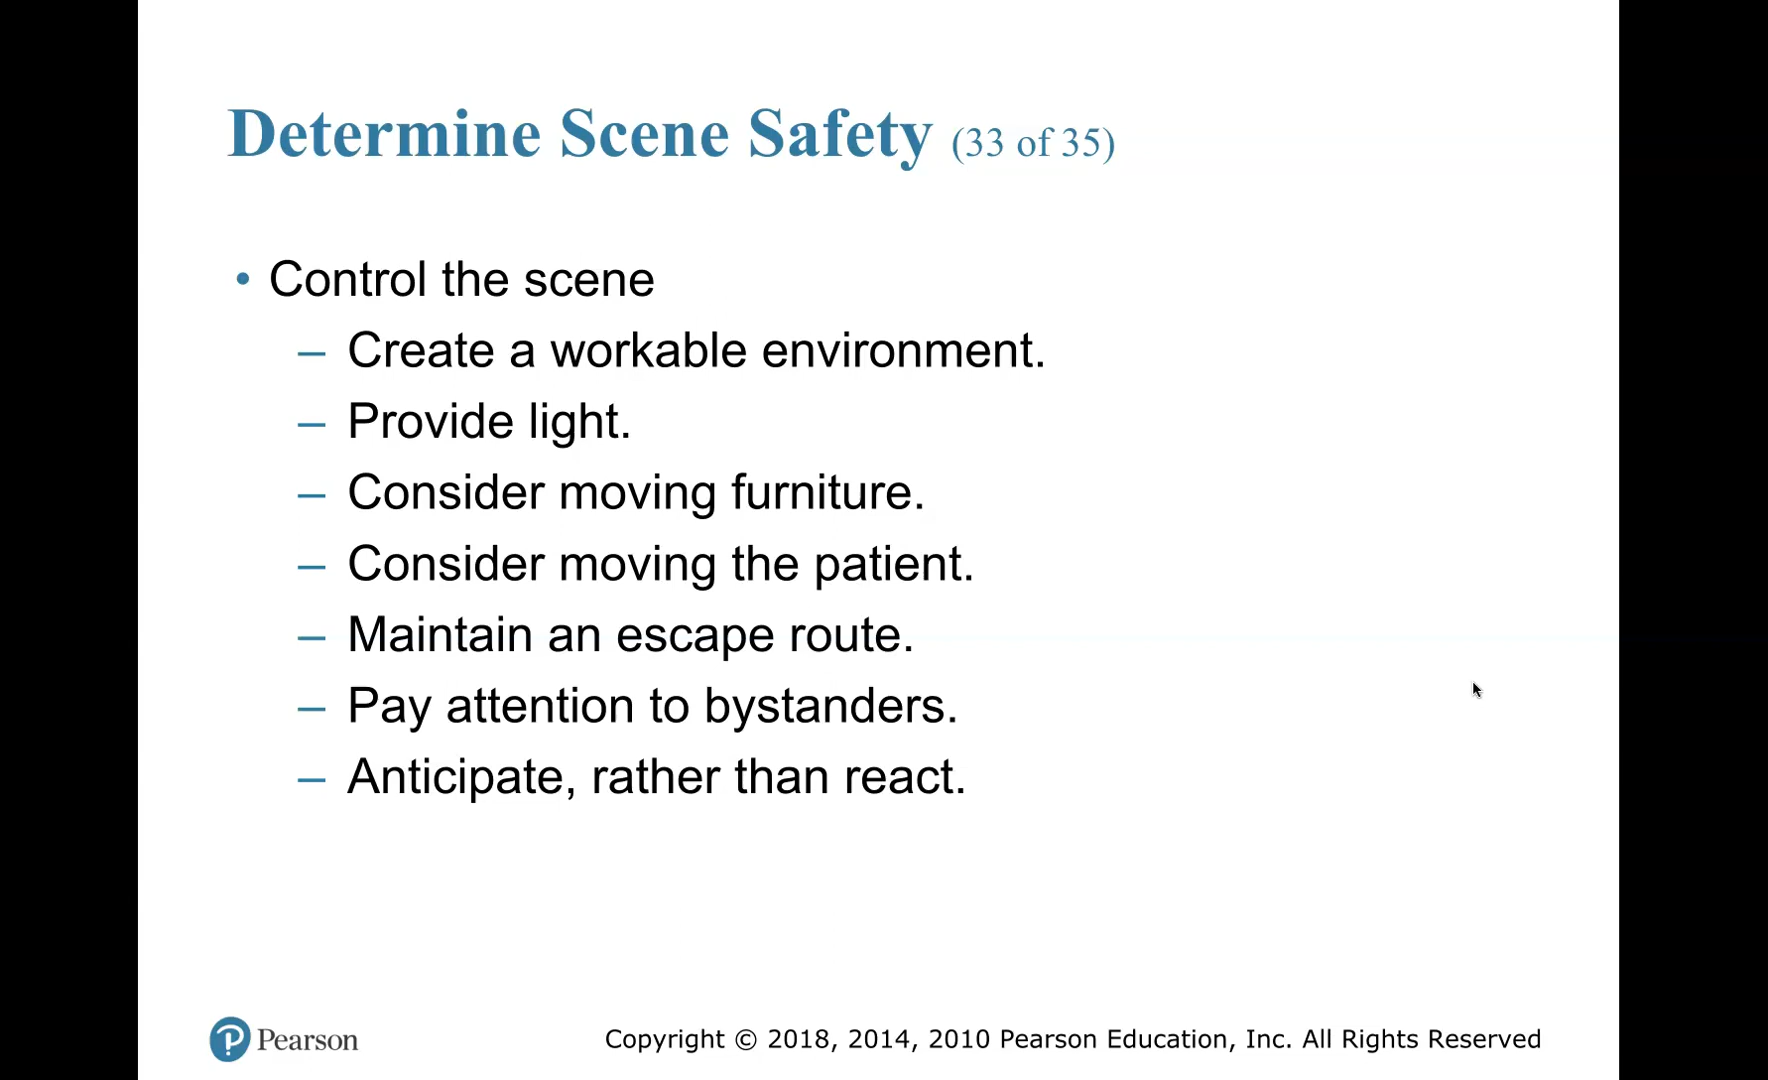 Determine Scene Safety (33 of 35)
• Control the scene
– Create a workable environment.
– Provide light.
– Consider moving furniture.
– Consider moving the patient.
– Maintain an escape route.
– Pay attention to bystanders.
– Anticipate, rather than react.
Pearson
Copyright © 2018, 2014, 2010 Pearson Education, Inc. All Rights Reserved